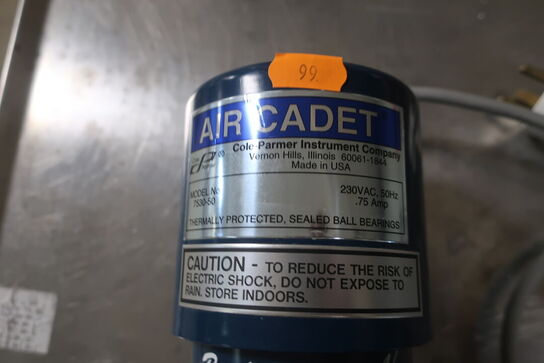 99.
AIR CADET
CP®
Cole-Parmer Instrument Company
Vernon Hills, Illinois 60061-1844
Made in USA
MODEL No 230VAC, 50Hz
7530-50 .75 Amp
THERMALLY PROTECTED, SEALED BALL BEARINGS
CAUTION - TO REDUCE THE RISK OF
ELECTRIC SHOCK, DO NOT EXPOSE TO
RAIN. STORE INDOORS.